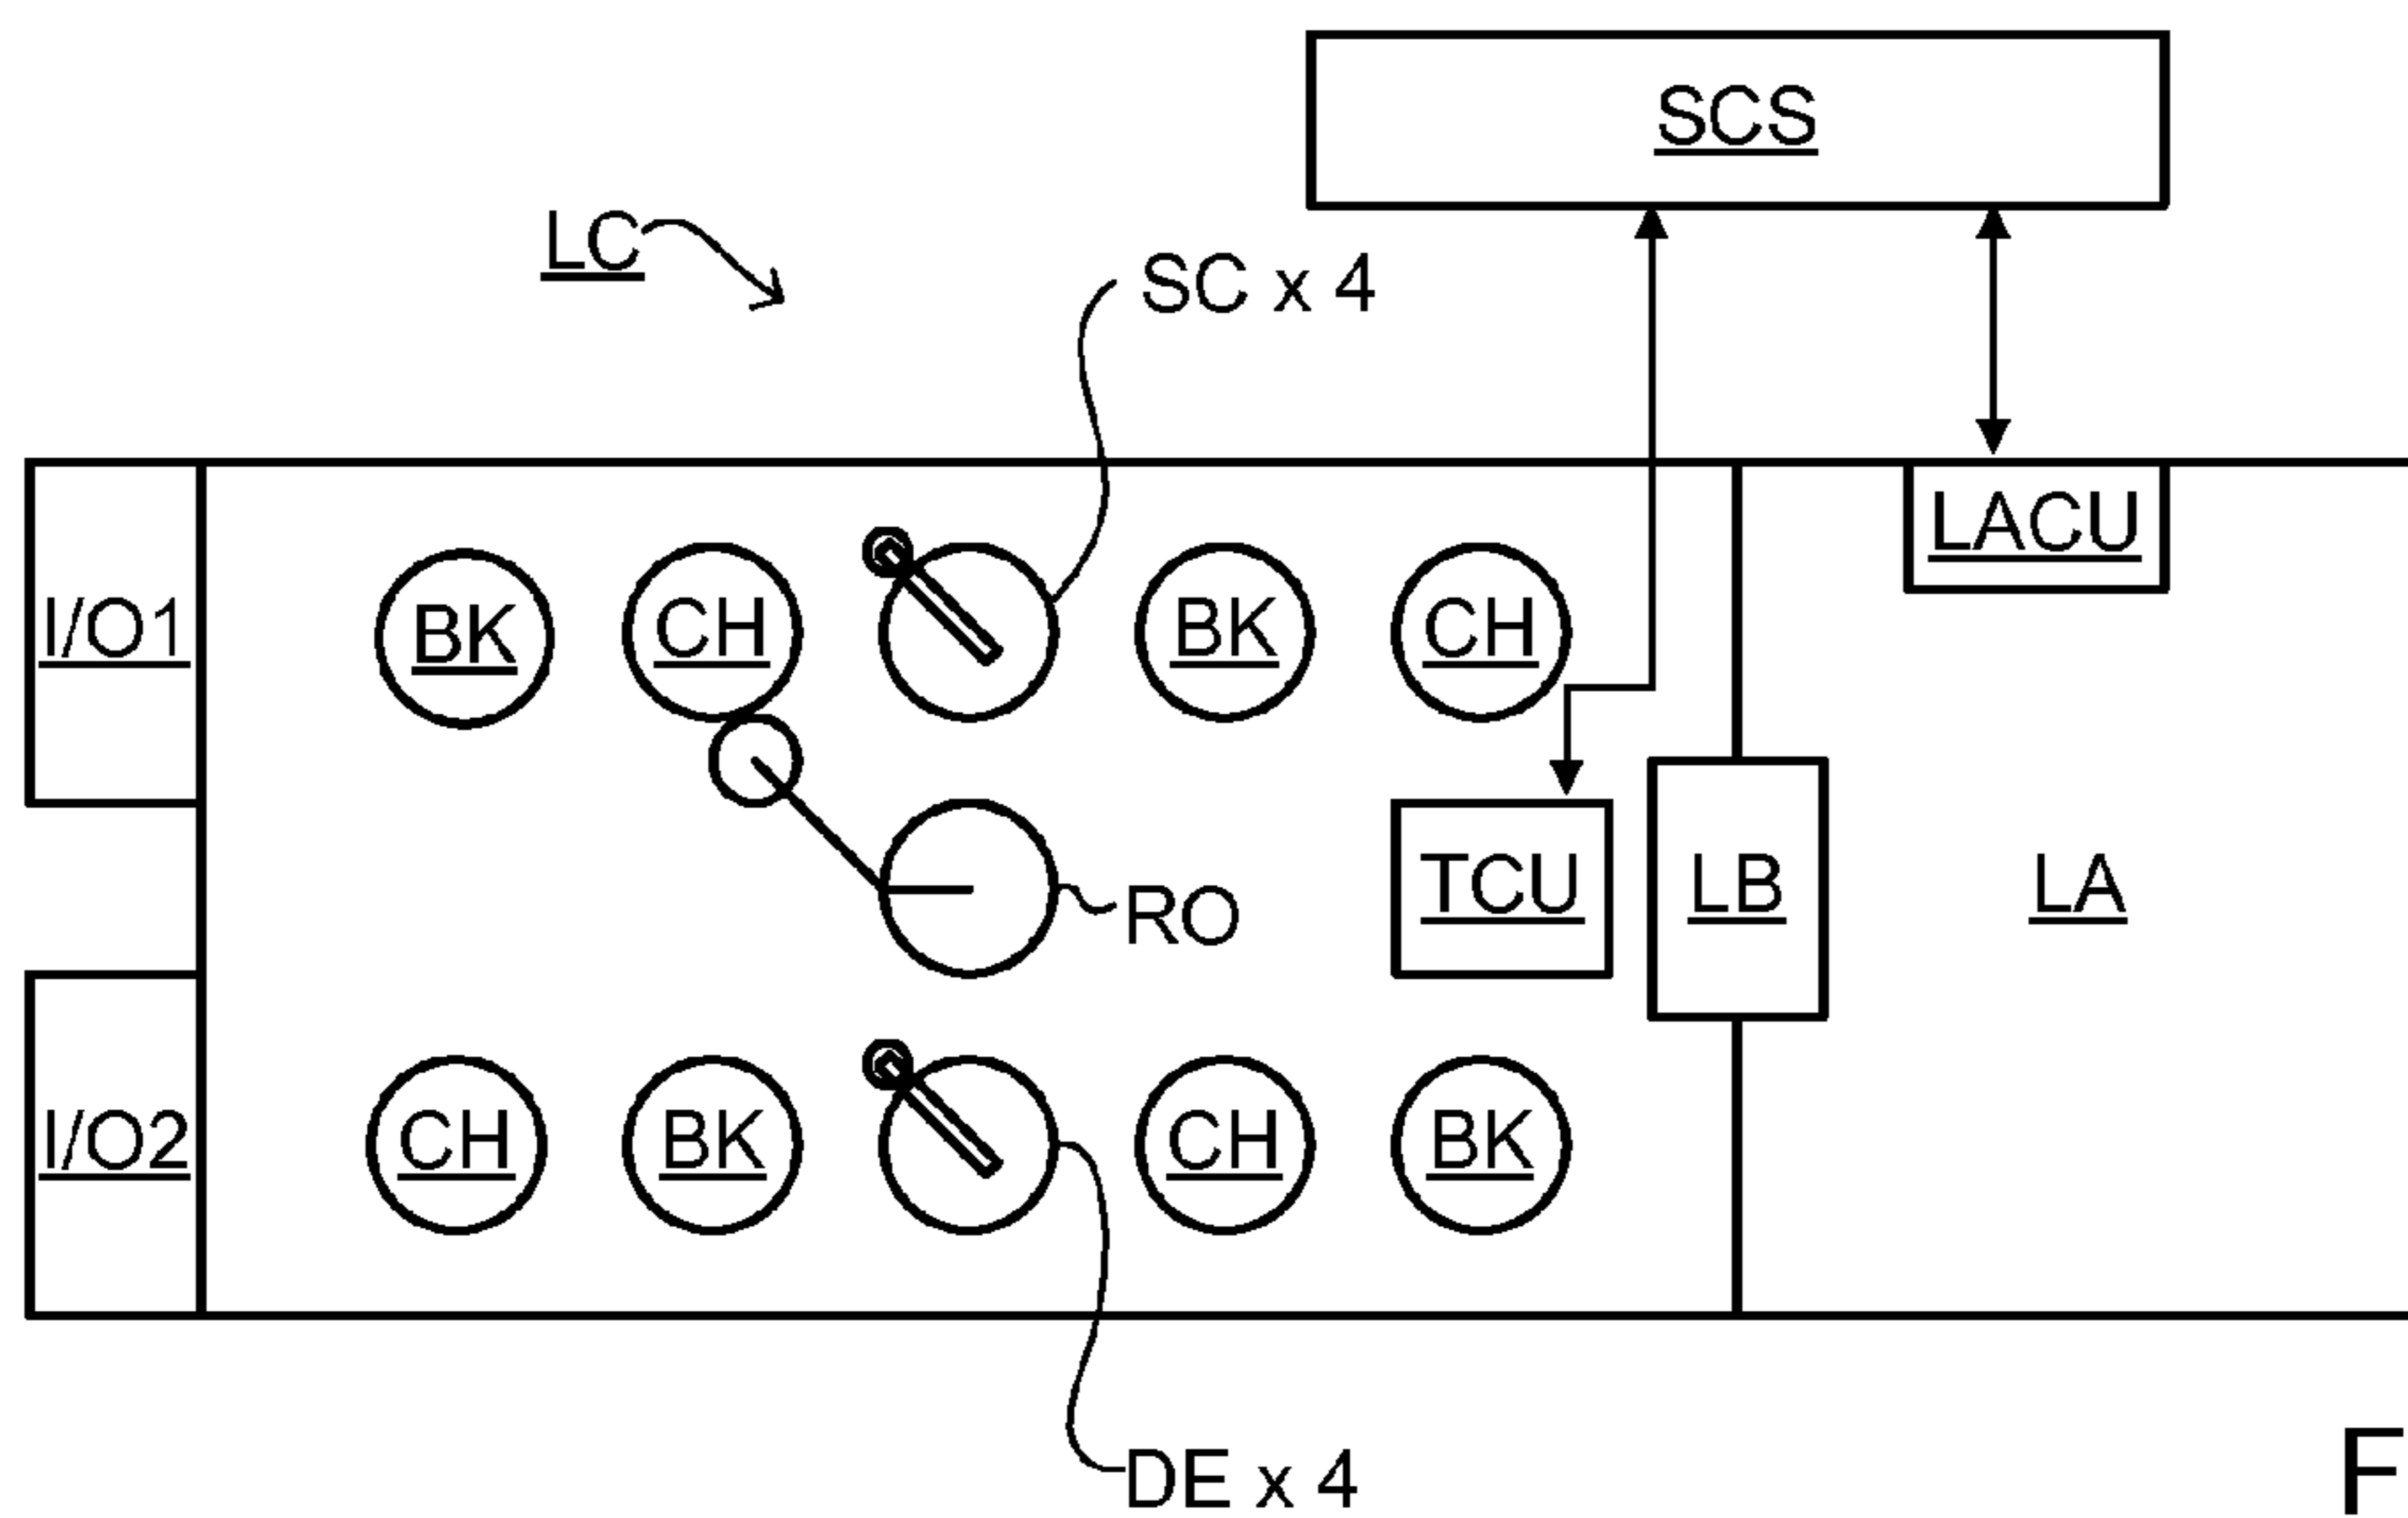 SCS
LC
SC x 4
LACU
I/O1
BK
CH
BK
CH
RO
TCU
LB
LA
I/O2
CH
BK
CH
BK
DE x 4
F